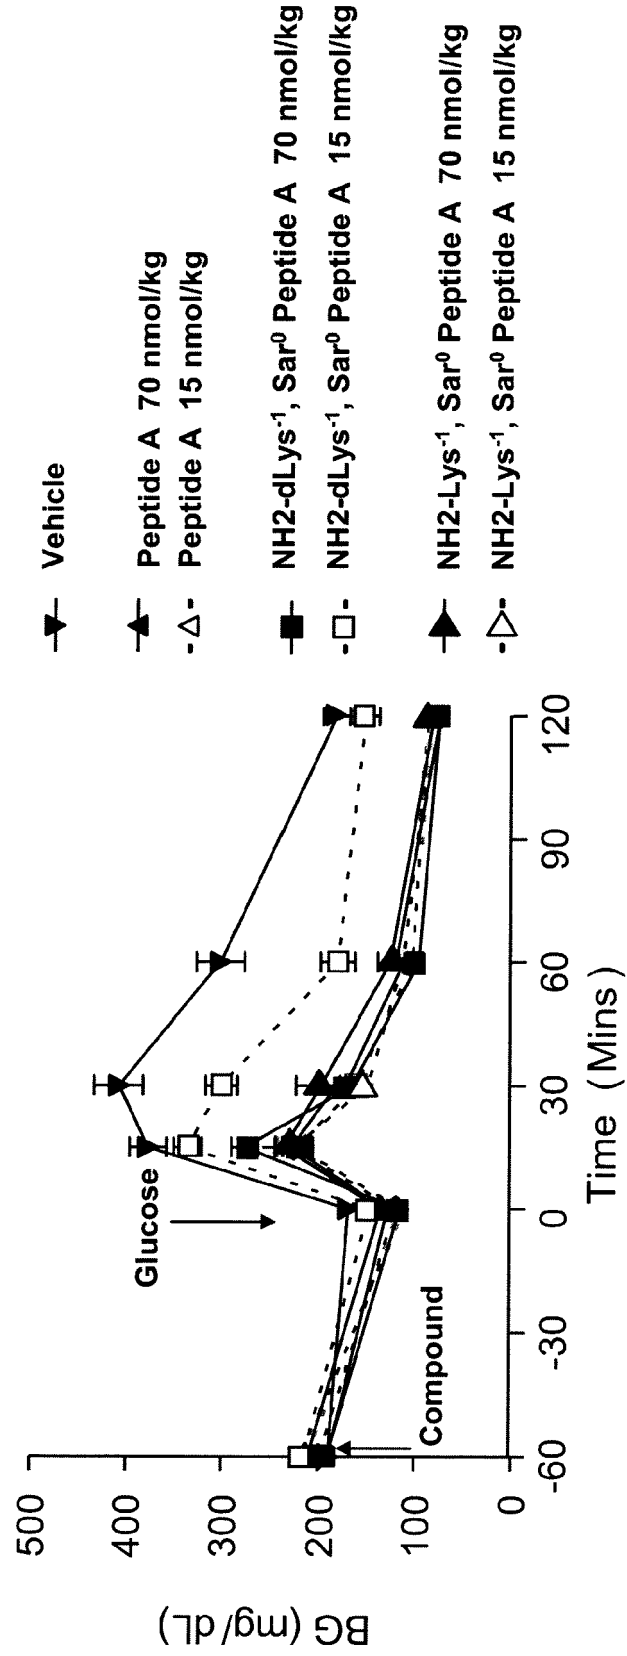 Vehicle
Peptide A 70 nmol/kg
Peptide A 15 nmol/kg
NH2-dLys⁻¹, Sar⁰ Peptide A 70 nmol/kg
NH2-dLys⁻¹, Sar⁰ Peptide A 15 nmol/kg
NH2-Lys⁻¹, Sar⁰ Peptide A 70 nmol/kg
NH2-Lys⁻¹, Sar⁰ Peptide A 15 nmol/kg
BG (mg/dL)
500
400
300
200
100
0
Glucose
Compound
-60 -30 0 30 60 90 120
Time (Mins)